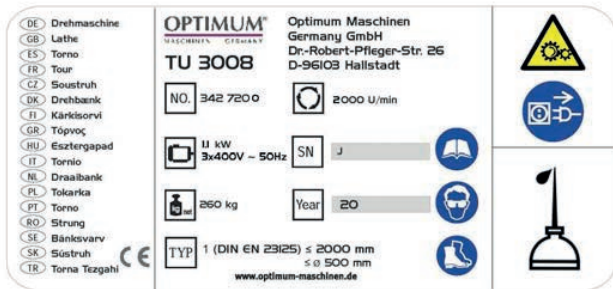 DE Drehmaschine
GB Lathe
ES Torno
FR Tour
CZ Soustruh
DK Drehbænk
FI Kärkisorvi
GR Τόρνος
HU Esztergapad
IT Tornio
NL Draaibank
PL Tokarka
PT Torno
RO Strung
SE Bänksvarv
SK Sústruh
TR Torna Tezgahi
CE
OPTIMUM®
MASCHINEN GERMANY
TU 3008
Optimum Maschinen
Germany GmbH
Dr.-Robert-Pfleger-Str. 26
D-96103 Hallstadt
NO. 342 7200
2000 U/min
1,1 kW
3x400V ~ 50Hz
SN J
kg net
260 kg
Year 20
TYP 1 (DIN EN 23125) ≤ 2000 mm
≤ ø 500 mm
www.optimum-maschinen.de